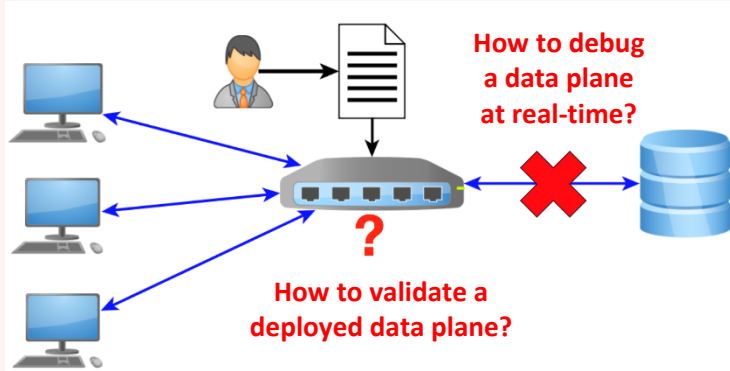 How to debug
a data plane
at real-time?
?
How to validate a
deployed data plane?